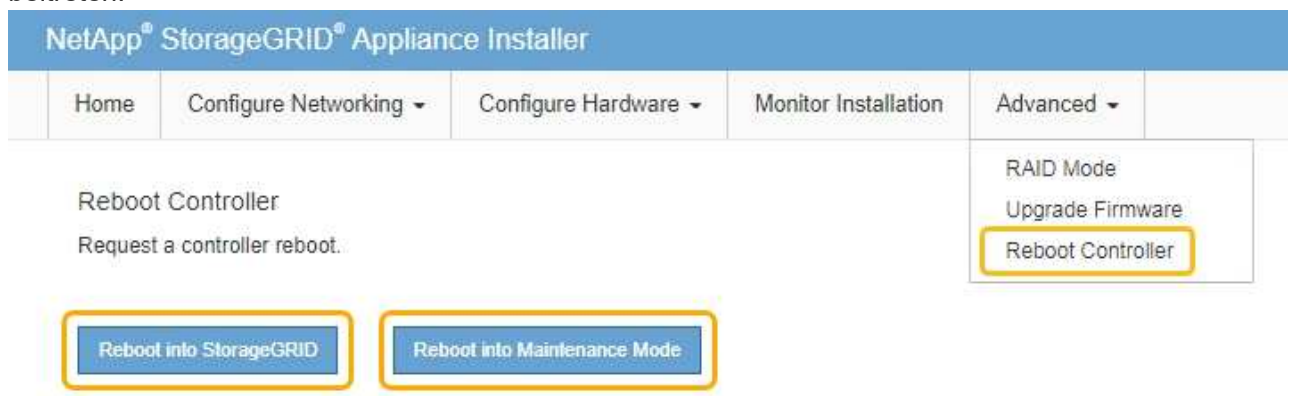 NetApp® StorageGRID® Appliance Installer
Home Configure Networking Configure Hardware Monitor Installation Advanced
RAID Mode
Upgrade Firmware
Reboot Controller
Reboot Controller
Request a controller reboot.
Reboot into StorageGRID Reboot into Maintenance Mode